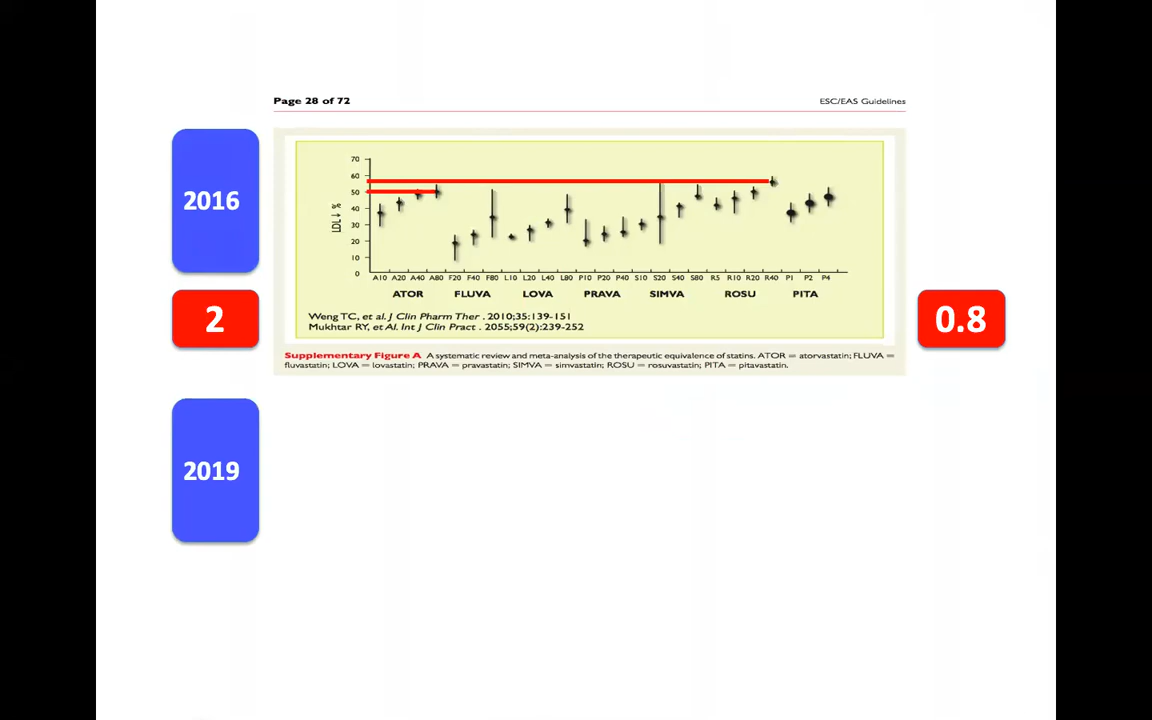 Page 28 of 72
ESC/EAS Guidelines
2016
70
60
50
40
30
20
10
0
LDL↓ %
A10 A20 A40 A80 F20 F40 F80 L10 L20 L40 L80 P10 P20 P40 S10 S20 S40 S80 R5 R10 R20 R40 P1 P2 P4
ATOR FLUVA LOVA PRAVA SIMVA ROSU PITA
Weng TC, et al. J Clin Pharm Ther . 2010;35:139-151
Mukhtar RY, et Al. Int J Clin Pract . 2055;59(2):239-252
2
0.8
Supplementary Figure A A systematic review and meta-analysis of the therapeutic equivalence of statins. ATOR = atorvastatin; FLUVA =
fluvastatin; LOVA = lovastatin; PRAVA = pravastatin; SIMVA = simvastatin; ROSU = rosuvastatin; PITA = pitavastatin.
2019